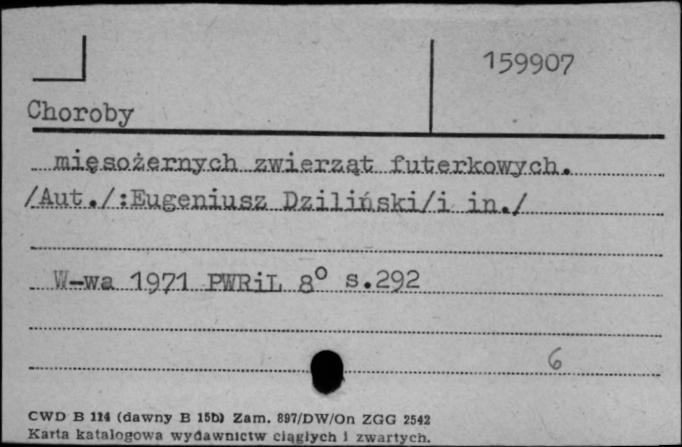 159907
Choroby
mięsożernych zwierząt futerkowych.
/Aut./:Eugeniusz Dziliński/i in./
W-wa 1971 PWRiL 8° s.292
6
CWD B 114 (dawny B 15b) Zam. 897/DW/On ZGG 2542
Karta katalogowa wydawnictw ciągłych i zwartych.